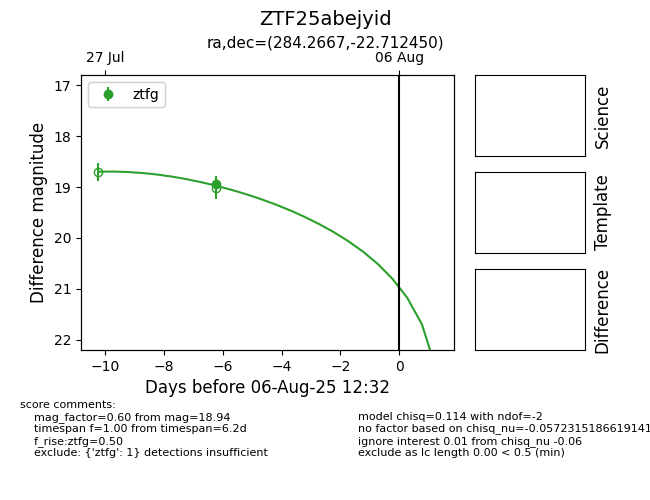 ZTF25abejyid
ra,dec=(284.2667,-22.712450)
27 Jul
06 Aug
ztfg
17
18
19
20
21
22
Difference magnitude
−10
−8
−6
−4
−2
0
Days before 06-Aug-25 12:32
Science
Template
Difference
score comments:
mag_factor=0.60 from mag=18.94
timespan f=1.00 from timespan=6.2d
f_rise:ztfg=0.50
exclude: {'ztfg': 1} detections insufficient
model chisq=0.114 with ndof=-2
no factor based on chisq_nu=-0.0572315186619141
ignore interest 0.01 from chisq_nu -0.06
exclude as lc length 0.00 < 0.5 (min)